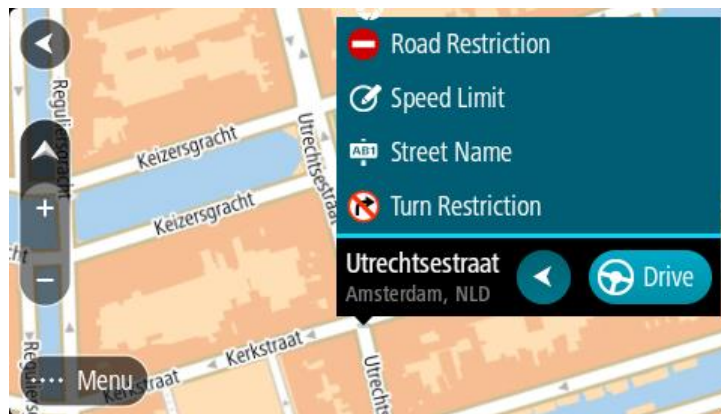 Road Restriction
Speed Limit
AB1 Street Name
Turn Restriction
Utrechtsestraat
Amsterdam, NLD
Drive
Reguliersgracht
Keizersgracht
Utrechtsestraat
Keizersgracht
Kerkstraat
Kerkstraat
Menu